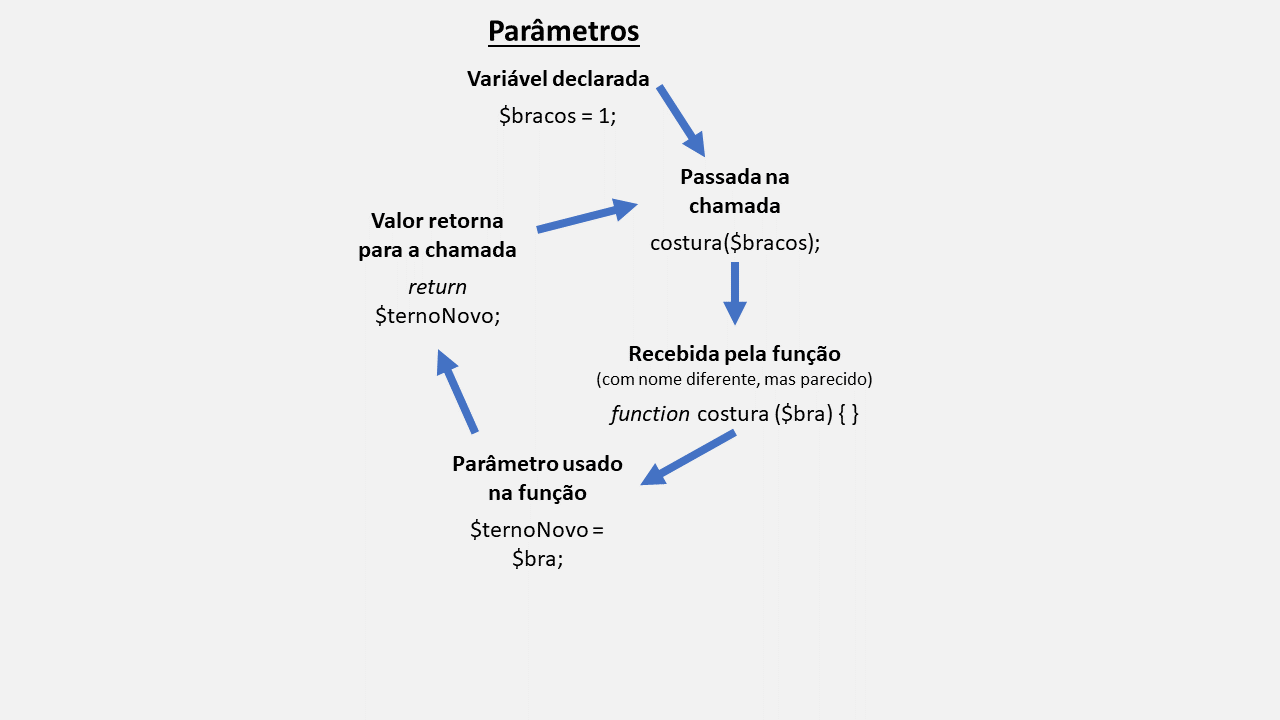 Parâmetros
Variável declarada
$bracos = 1;
Passada na
chamada
costura($bracos);
Recebida pela função
(com nome diferente, mas parecido)
function costura ($bra) { }
Parâmetro usado
na função
$ternoNovo =
$bra;
Valor retorna
para a chamada
return
$ternoNovo;